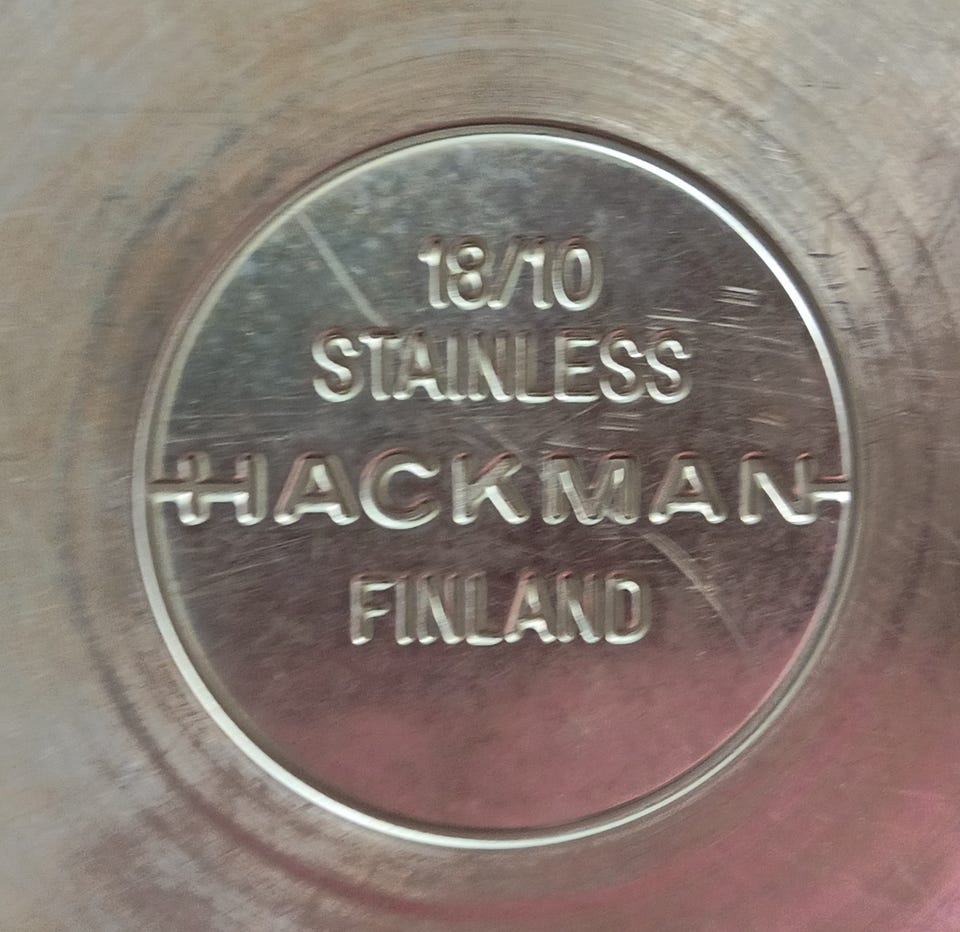 18/10
STAINLESS
HACKMAN
FINLAND